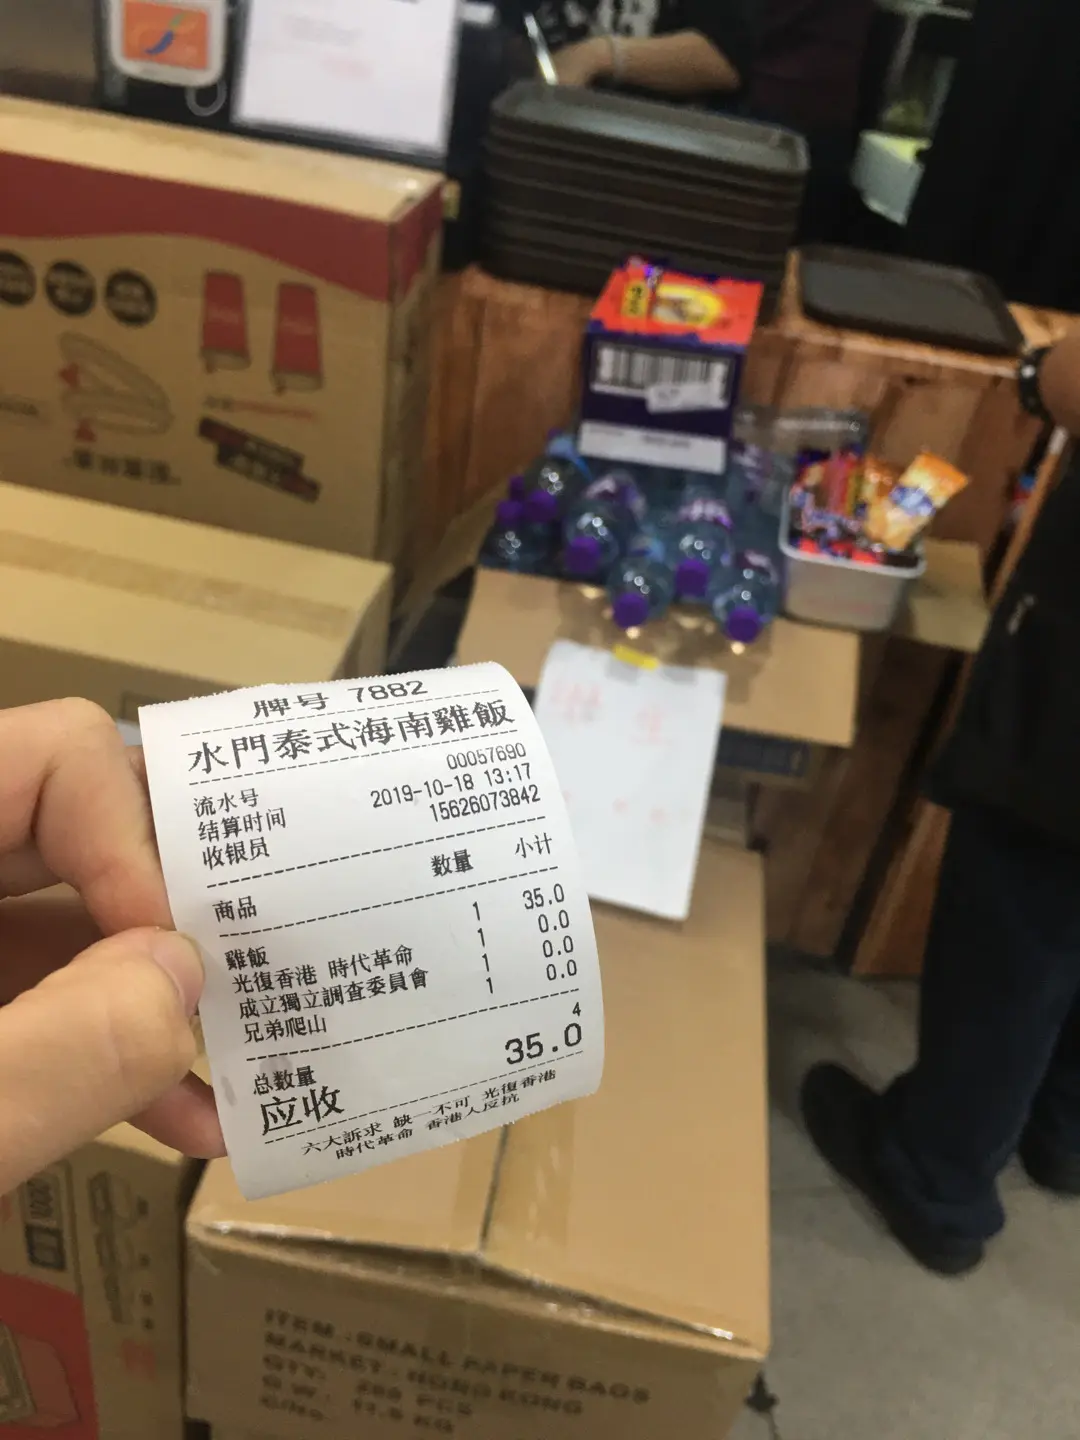 牌号 7882
水門泰式海南雞飯
流水号 00057690
结算时间 2019-10-18 13:17
收银员 15626073842
商品 数量 小计
雞飯 1 35.0
光復香港 時代革命 1 0.0
成立獨立調查委員會 1 0.0
兄弟爬山 1 0.0
总数量 4
应收 35.0
六大訴求 缺一不可 光復香港
時代革命 香港人反抗
ITEM.:SMALL PAPER BAGS
MARKET.:HONG KONG
QTY:
G.W.: KG